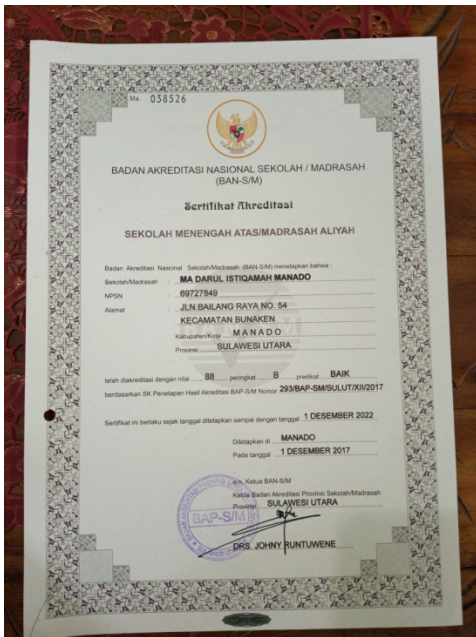 Ma. 038526
BADAN AKREDITASI NASIONAL SEKOLAH / MADRASAH
(BAN-S/M)
Sertifikat Akreditasi
SEKOLAH MENENGAH ATAS/MADRASAH ALIYAH
Badan Akreditasi Nasional Sekolah/Madrasah (BAN-S/M) menetapkan bahwa :
Sekolah/Madrasah : MA DARUL ISTIQAMAH MANADO
NPSN : 69727849
Alamat : JLN.BAILANG RAYA NO. 54
KECAMATAN BUNAKEN
Kabupaten/Kota MANADO
Provinsi SULAWESI UTARA
telah diakreditasi dengan nilai 88 peringkat B predikat BAIK
berdasarkan SK Penetapan Hasil Akreditasi BAP-S/M Nomor 293/BAP-SM/SULUT/XII/2017
Sertifikat ini berlaku sejak tanggal ditetapkan sampai dengan tanggal 1 DESEMBER 2022
Ditetapkan di MANADO
Pada tanggal 1 DESEMBER 2017
a.n. Ketua BAN-S/M
Ketua Badan Akreditasi Provinsi Sekolah/Madrasah
Provinsi SULAWESI UTARA
BAP-S/M
DRS. JOHNY RUNTUWENE